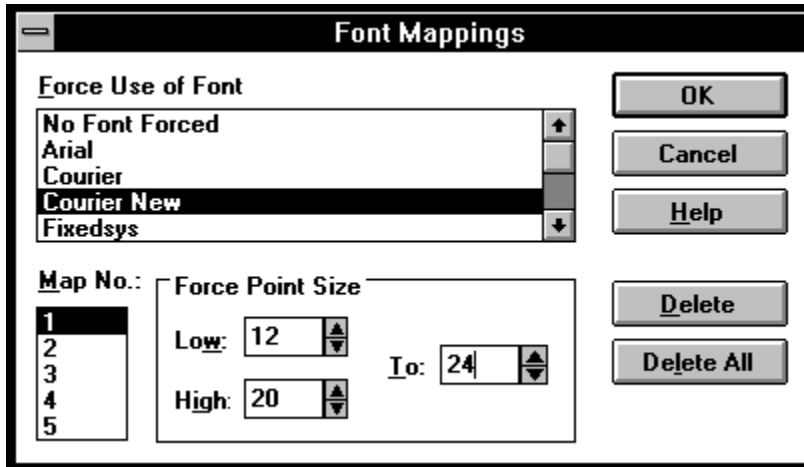 Font Mappings
Force Use of Font
No Font Forced
Arial
Courier
Courier New
Fixedsys
OK
Cancel
Help
Map No.:
1
2
3
4
5
Force Point Size
Low: 12
High: 20
To: 24
Delete
Delete All